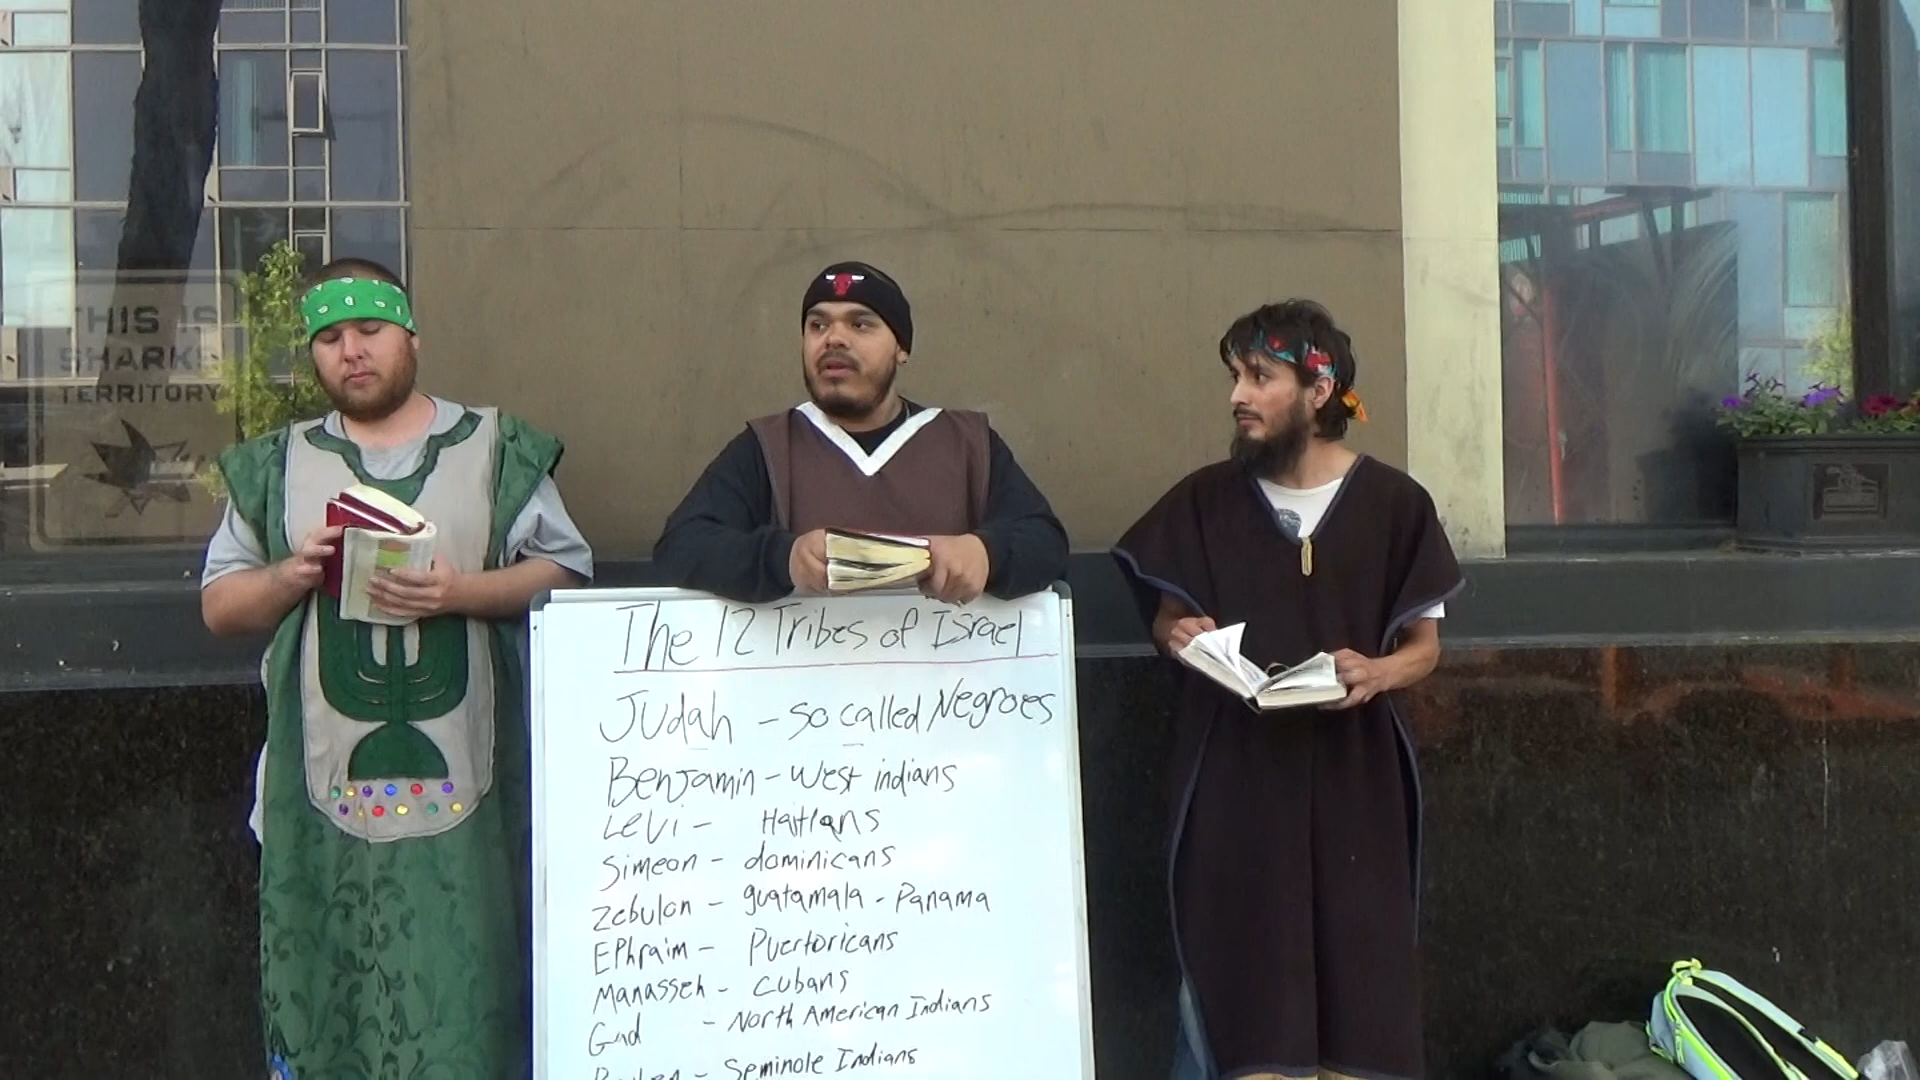 THIS IS
SHARKS
TERRITORY
The 12 Tribes of Israel
Judah - so called Negroes
Benjamin - West indians
Levi - Haitians
Simeon - dominicans
Zebulon - guatamala - Panama
Ephraim - Puertoricans
Manasseh - Cubans
Gad - North American Indians
Reuben - Seminole Indians